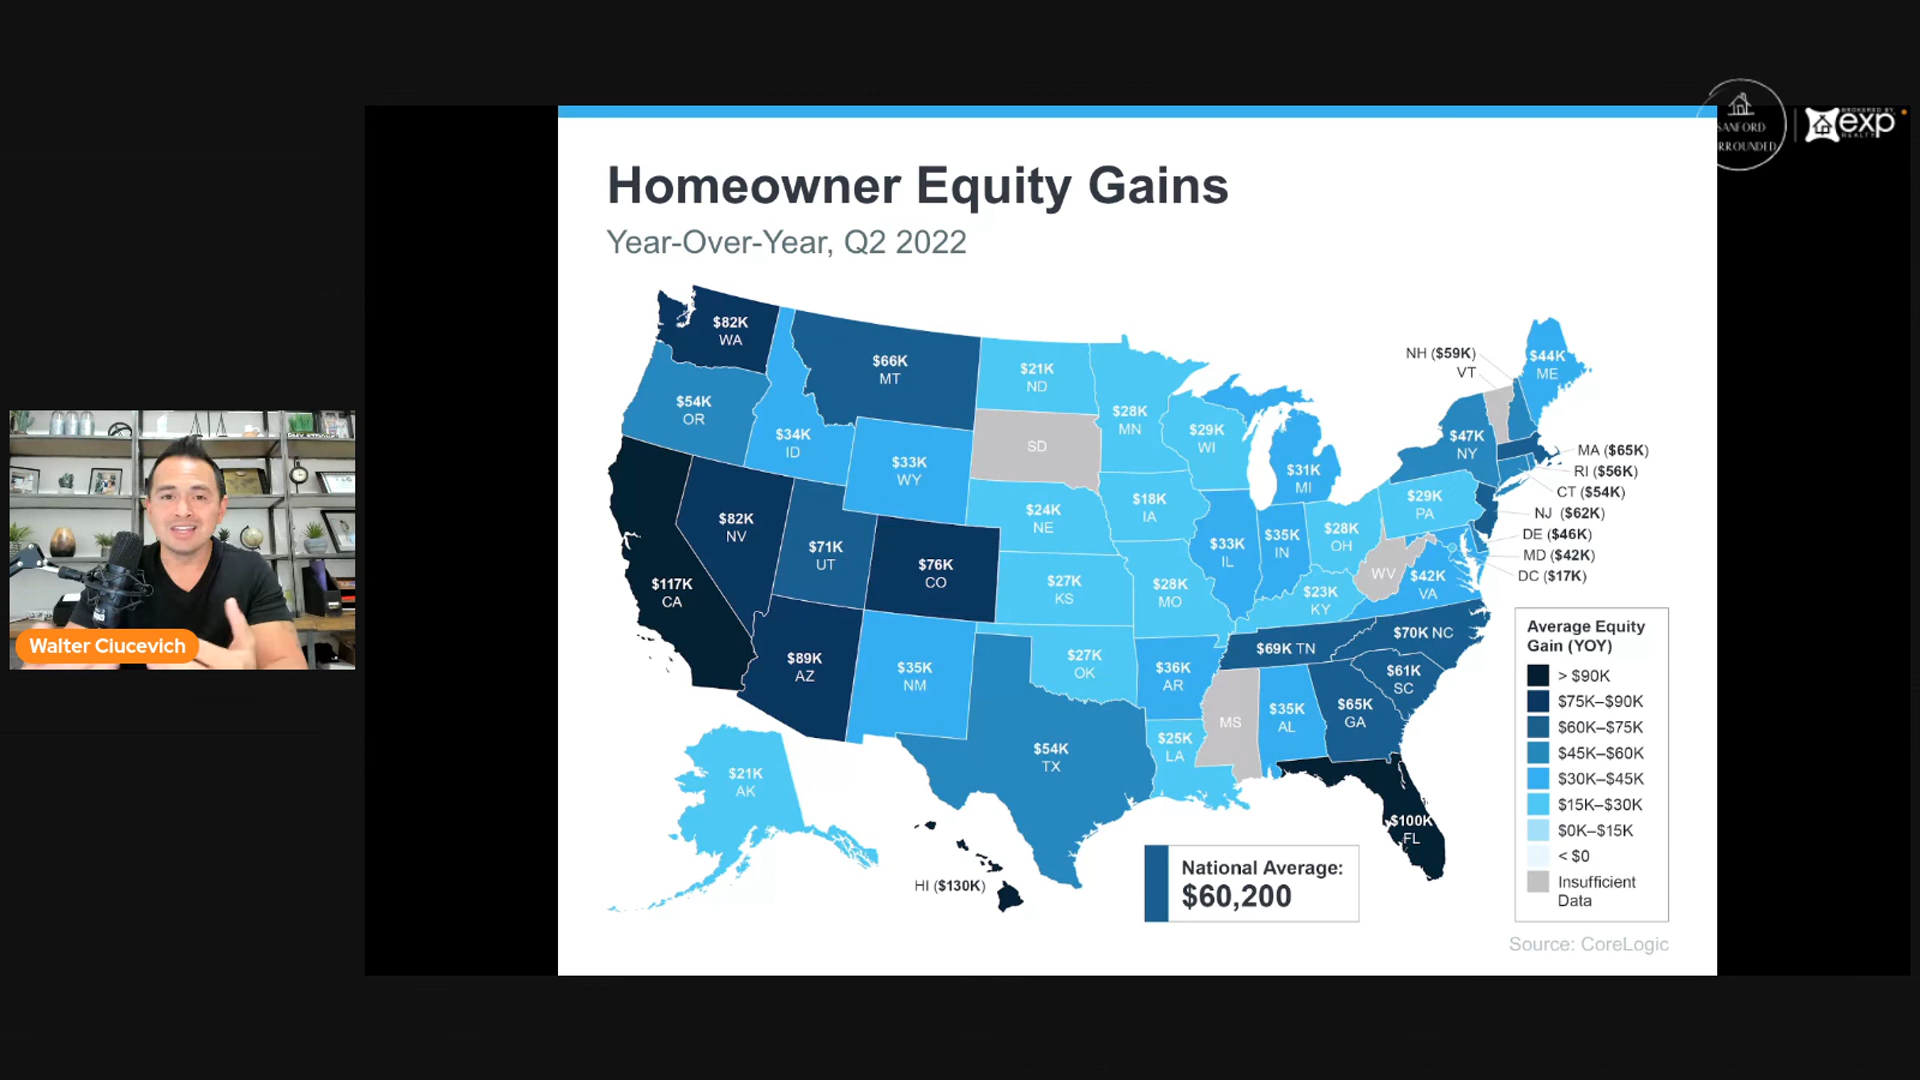 Homeowner Equity Gains
Year-Over-Year, Q2 2022
SANFORD
RROUNDED
BROKERED BY
exp
REALTY
$82K
WA
$66K
MT
$21K
ND
$28K
MN
$29K
WI
$31K
MI
NH ($59K)
VT
$44K
ME
$54K
OR
$34K
ID
$33K
WY
SD
$18K
IA
$24K
NE
$47K
NY
$29K
PA
MA ($65K)
RI ($56K)
CT ($54K)
NJ ($62K)
DE ($46K)
MD ($42K)
DC ($17K)
$117K
CA
$82K
NV
$71K
UT
$76K
CO
$27K
KS
$28K
MO
$33K
IL
$35K
IN
$28K
OH
WV
$42K
VA
$23K
KY
$89K
AZ
$35K
NM
$27K
OK
$36K
AR
$69K TN
$70K NC
$61K
SC
$54K
TX
$25K
LA
MS
$35K
AL
$65K
GA
$100K
FL
$21K
AK
HI ($130K)
National Average:
$60,200
Average Equity
Gain (YOY)
> $90K
$75K–$90K
$60K–$75K
$45K–$60K
$30K–$45K
$15K–$30K
$0K–$15K
< $0
Insufficient
Data
Source: CoreLogic
Walter Ciucevich